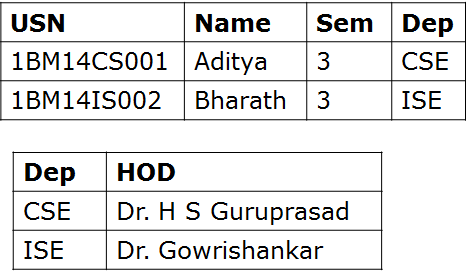 USN Name Sem Dep
1BM14CS001 Aditya 3 CSE
1BM14IS002 Bharath 3 ISE
Dep HOD
CSE Dr. H S Guruprasad
ISE Dr. Gowrishankar